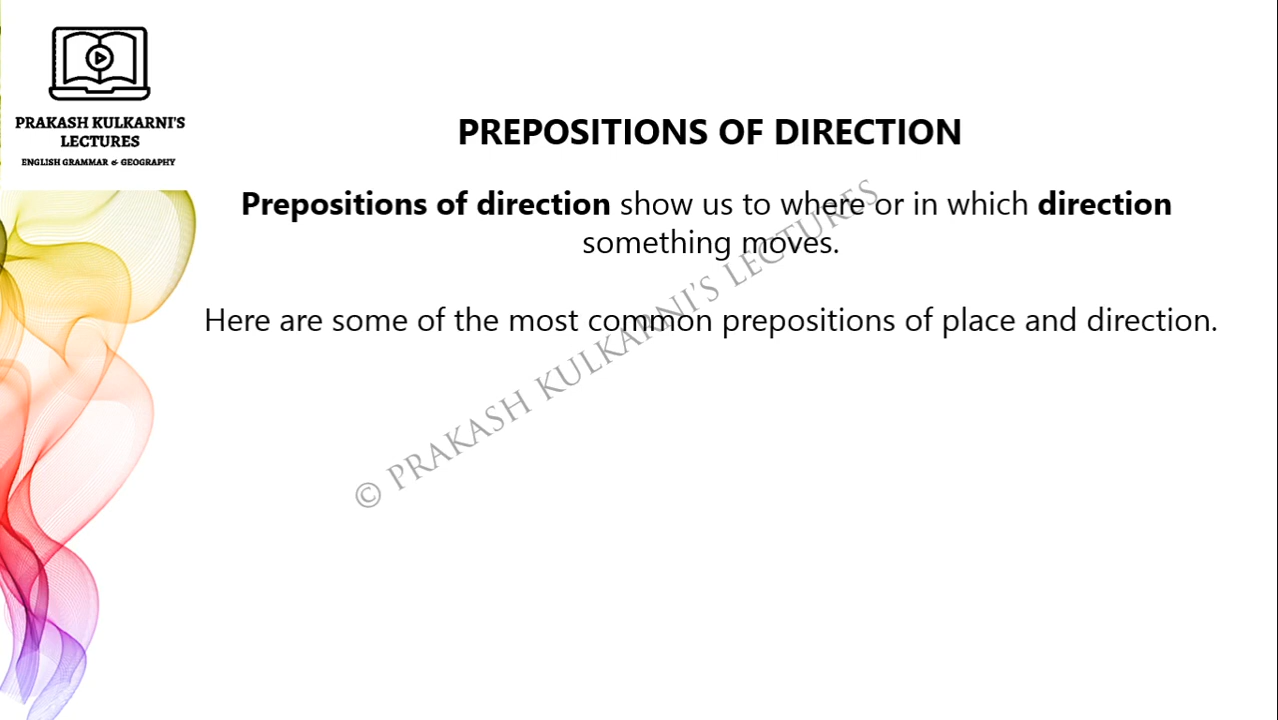 PRAKASH KULKARNI'S
LECTURES
ENGLISH GRAMMAR & GEOGRAPHY
PREPOSITIONS OF DIRECTION
Prepositions of direction show us to where or in which direction
something moves.
Here are some of the most common prepositions of place and direction.
© PRAKASH KULKARNI'S LECTURES